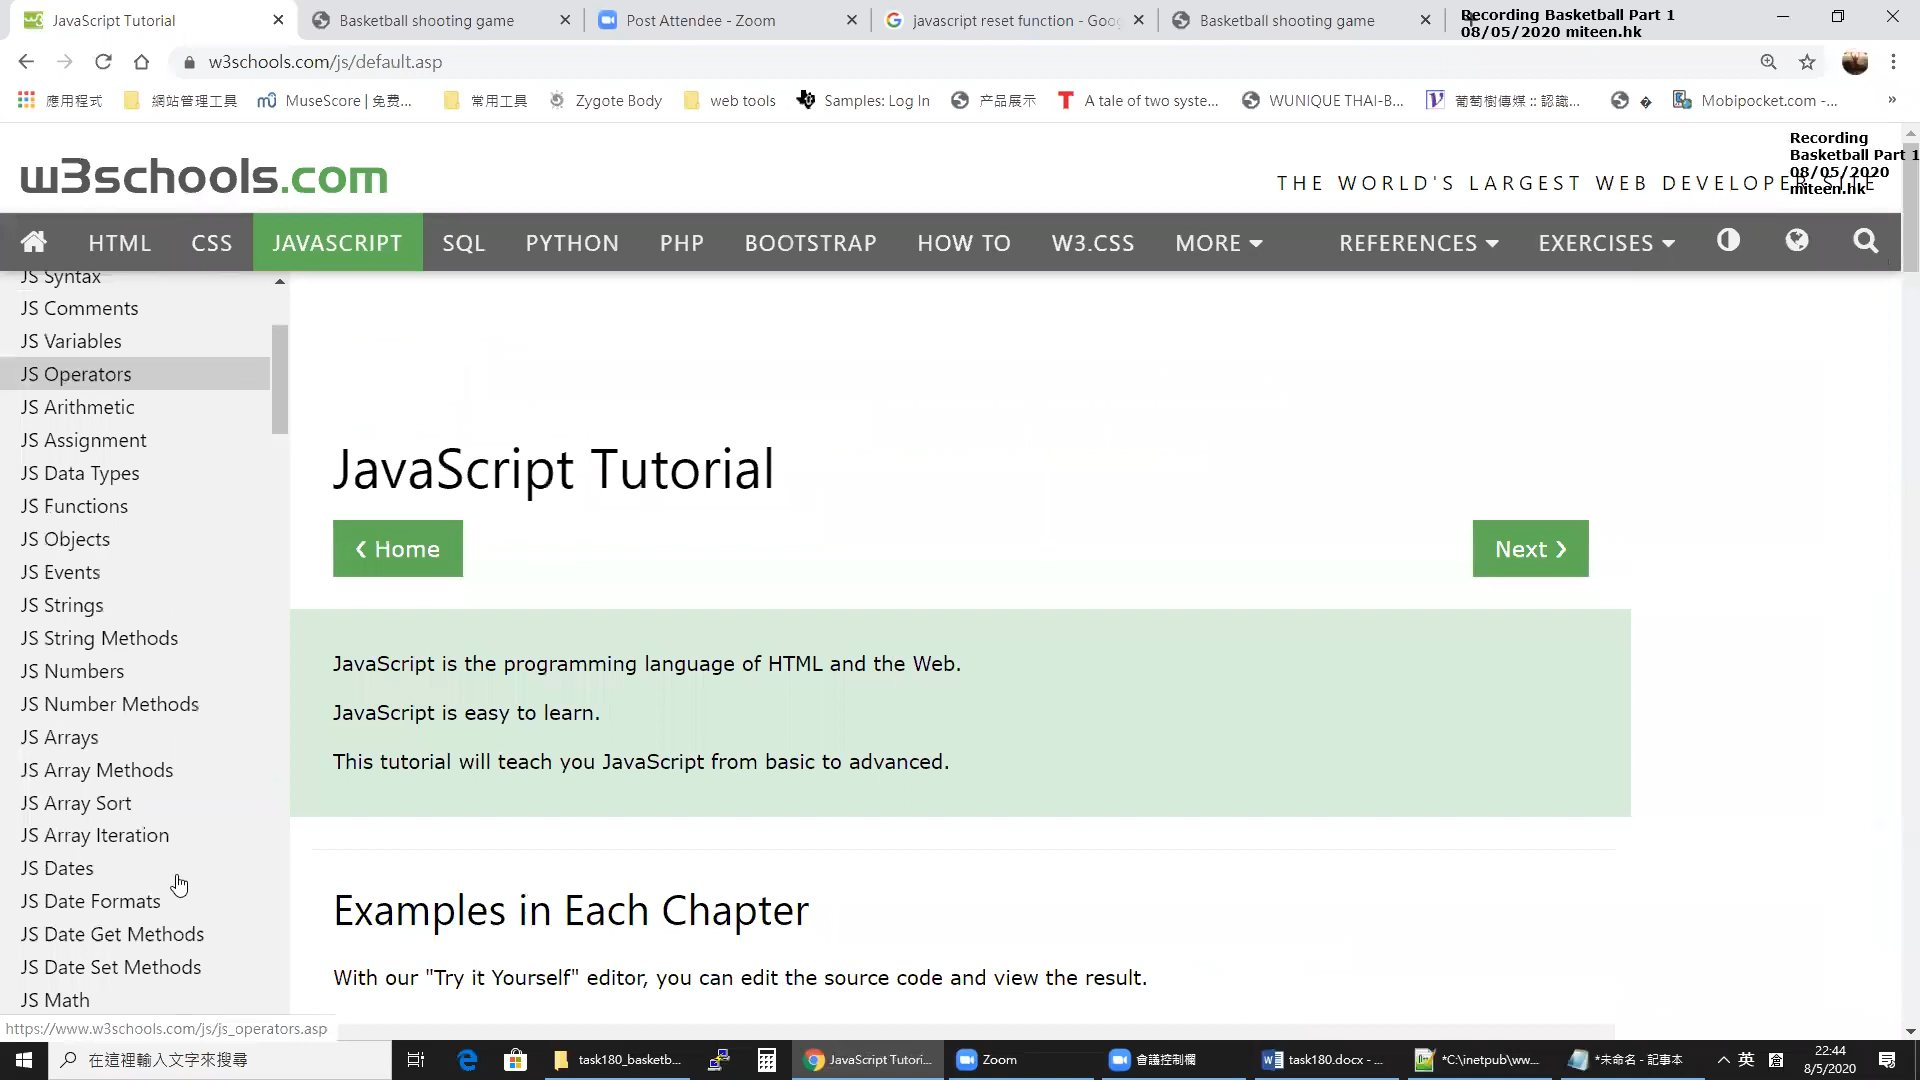 JavaScript Tutorial
Basketball shooting game
Post Attendee - Zoom
javascript reset function - Goog
Basketball shooting game
Recording Basketball Part 1
08/05/2020 miteen.hk
w3schools.com/js/default.asp
應用程式
網站管理工具
MuseScore | 免费...
常用工具
Zygote Body
web tools
Samples: Log In
产品展示
A tale of two syste...
WUNIQUE THAI-B...
葡萄樹傳媒 :: 認識...
Mobipocket.com -...
»
Recording
Basketball Part 1
08/05/2020
miteen.hk
w3schools.com
THE WORLD'S LARGEST WEB DEVELOPER SITE
HTML
CSS
JAVASCRIPT
SQL
PYTHON
PHP
BOOTSTRAP
HOW TO
W3.CSS
MORE
REFERENCES
EXERCISES
JS Syntax
JS Comments
JS Variables
JS Operators
JS Arithmetic
JS Assignment
JS Data Types
JS Functions
JS Objects
JS Events
JS Strings
JS String Methods
JS Numbers
JS Number Methods
JS Arrays
JS Array Methods
JS Array Sort
JS Array Iteration
JS Dates
JS Date Formats
JS Date Get Methods
JS Date Set Methods
JS Math
https://www.w3schools.com/js/js_operators.asp
JavaScript Tutorial
❮ Home
Next ❯
JavaScript is the programming language of HTML and the Web.
JavaScript is easy to learn.
This tutorial will teach you JavaScript from basic to advanced.
Examples in Each Chapter
With our "Try it Yourself" editor, you can edit the source code and view the result.
在這裡輸入文字來搜尋
task180_basketb...
JavaScript Tutori...
Zoom
會議控制欄
task180.docx - ...
*C:\inetpub\ww...
*未命名 - 記事本
英
倉
22:44
8/5/2020